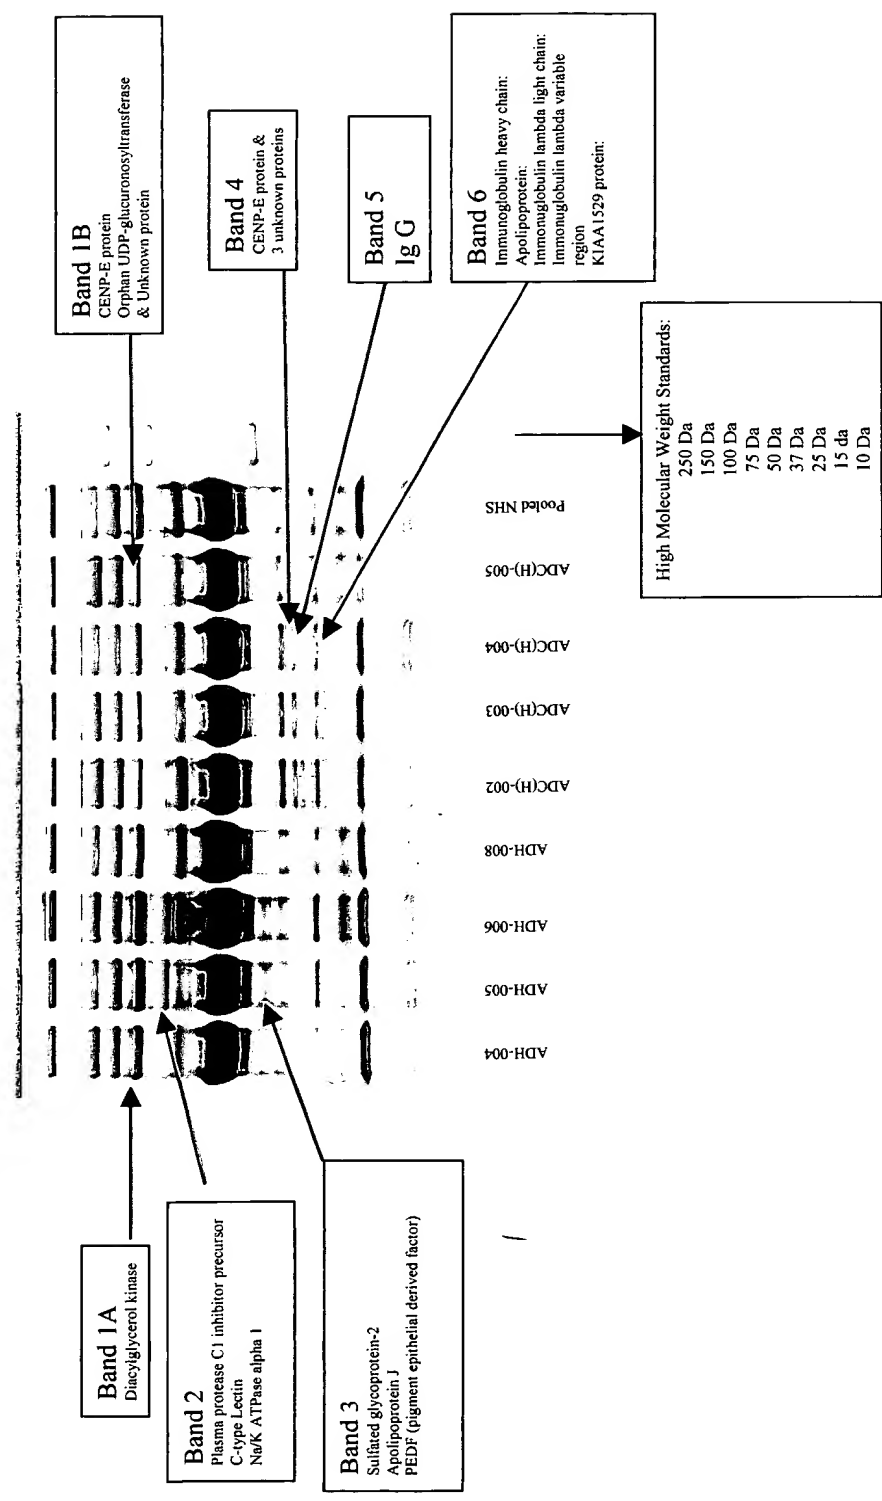 Band 1A
Diacylglycerol kinase
Band 2
Plasma protease C1 inhibitor precursor
C-type Lectin
Na/K ATPase alpha 1
Band 3
Sulfated glycoprotein-2
Apolipoprotein J
PEDF (pigment epithelial derived factor)
Band 1B
CENP-E protein
Orphan UDP-glucuronosyltransferase
& Unknown protein
Band 4
CENP-E protein &
3 unknown proteins
Band 5
Ig G
Band 6
Immunoglobulin heavy chain:
Apolipoprotein:
Immonuglobulin lambda light chain:
Immonuglobulin lambda variable
region
KIAA1529 protein:
ADH-004
ADH-005
ADH-006
ADH-008
ADC(H)-002
ADC(H)-003
ADC(H)-004
ADC(H)-005
Pooled NHS
High Molecular Weight Standards:
250 Da
150 Da
100 Da
75 Da
50 Da
37 Da
25 Da
15 da
10 Da